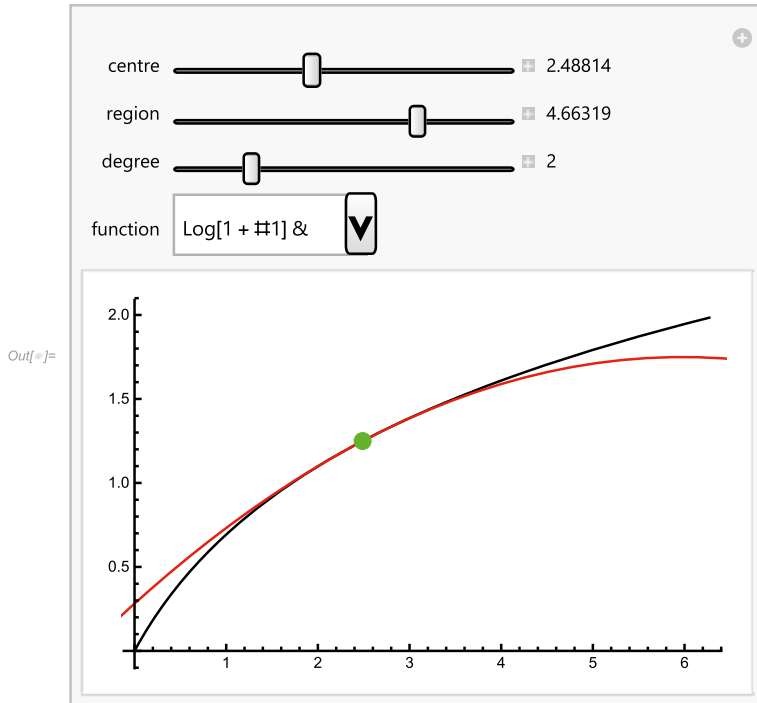 centre 2.48814
region 4.66319
degree 2
function Log[1 + #1] &
Out[•]=
2.0
1.5
1.0
0.5
1 2 3 4 5 6